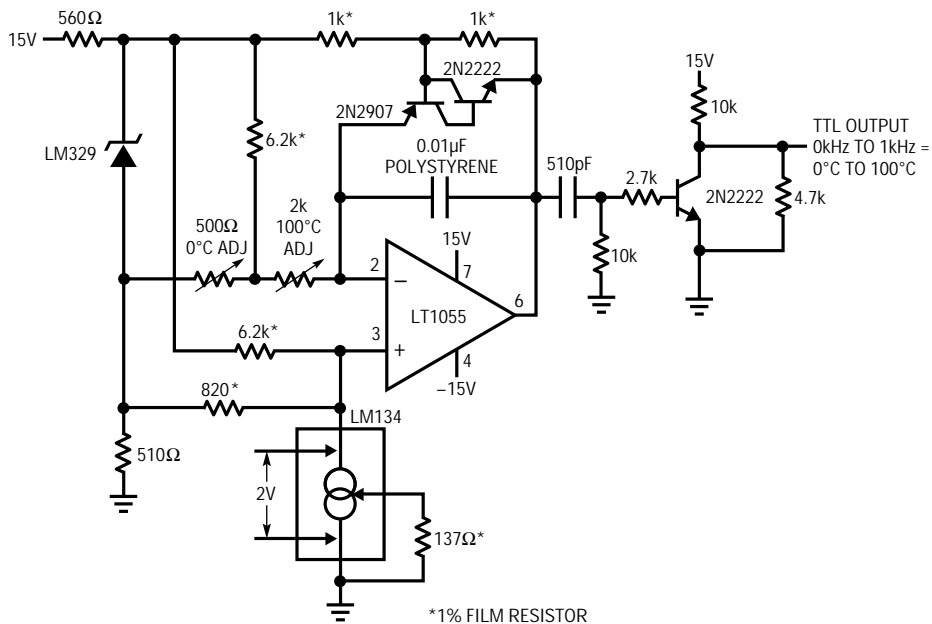 560Ω
15V
1k*
1k*
2N2222
15V
10k
2N2907
6.2k*
LM329
0.01µF
POLYSTYRENE
510pF
2.7k
2N2222
TTL OUTPUT
0kHz TO 1kHz =
0°C TO 100°C
4.7k
500Ω
0°C ADJ
2k
100°C
ADJ
15V
10k
2
–
7
LT1055
6
6.2k*
3
+
4
–15V
820*
LM134
510Ω
2V
137Ω*
*1% FILM RESISTOR